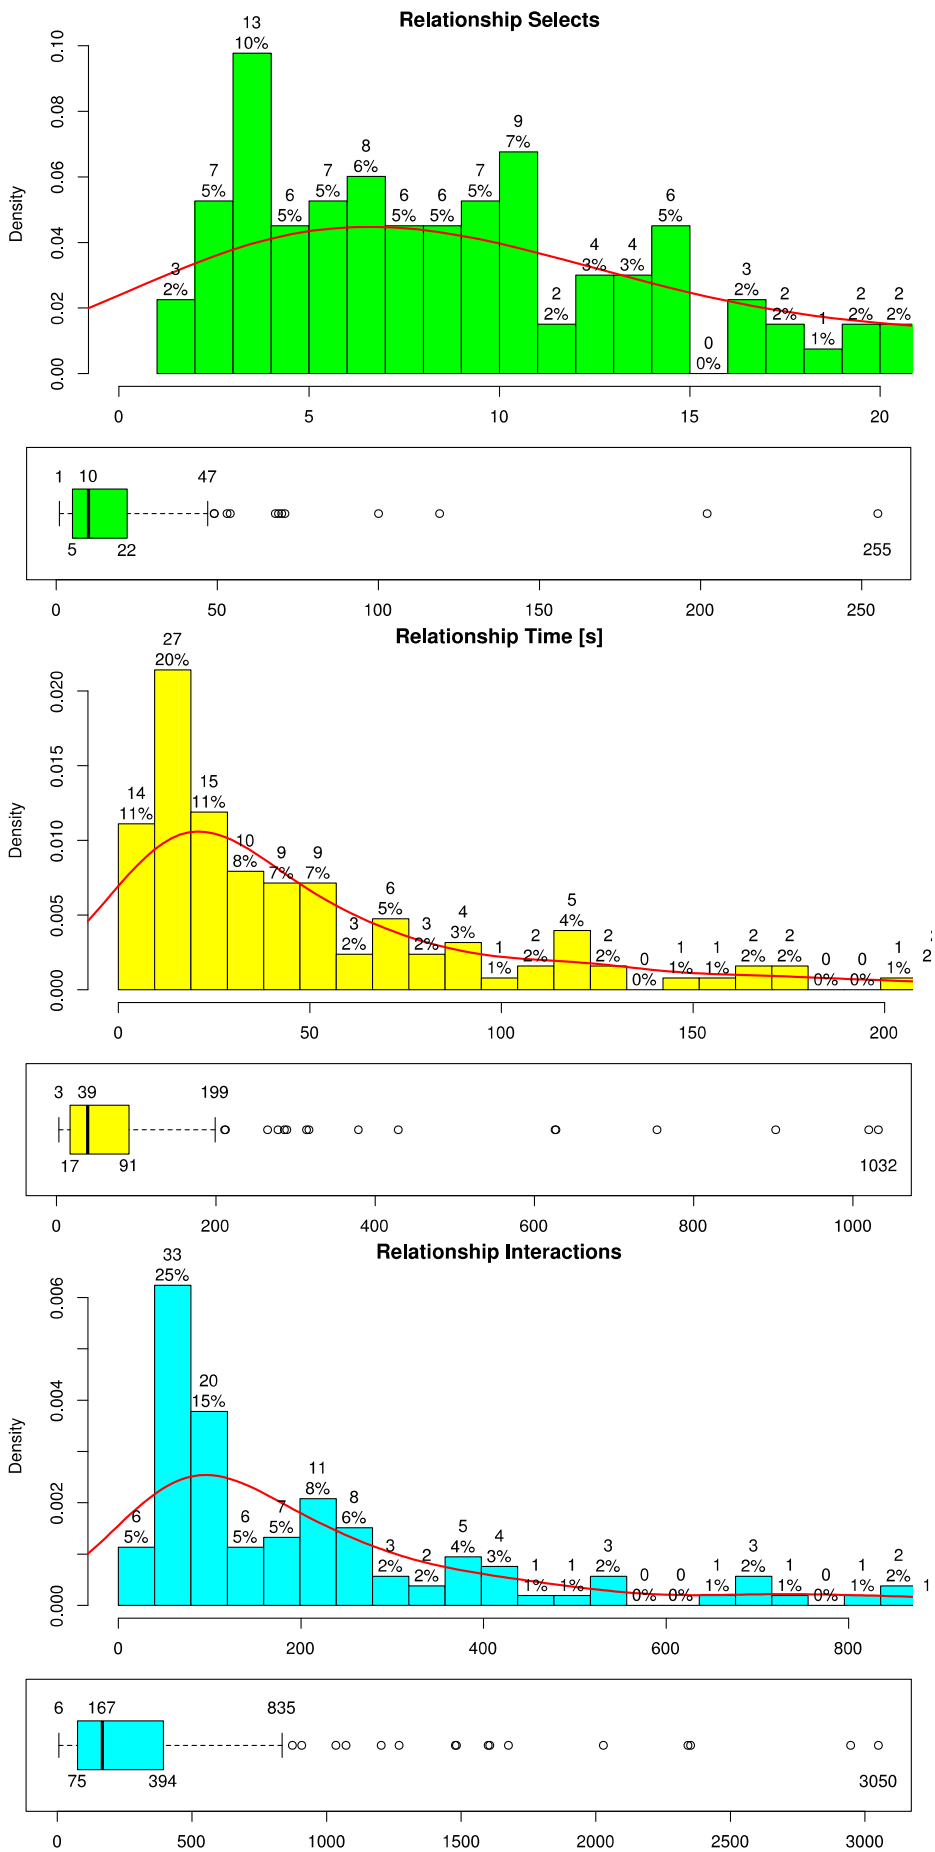 Relationship Selects
Density
0.00 0.02 0.04 0.06 0.08 0.10
3 7 13 6 7 8 6 6 7 9 2 4 4 6 0 3 2 1 2 2
2% 5% 10% 5% 5% 6% 5% 5% 5% 7% 2% 3% 3% 5% 0% 2% 2% 1% 2% 2%
0 5 10 15 20
1 10 47
5 22 255
0 50 100 150 200 250
Relationship Time [s]
Density
0.000 0.005 0.010 0.015 0.020
14 27 15 10 9 9 3 6 3 4 1 2 5 2 0 1 1 2 2 0 0 1
11% 20% 11% 8% 7% 7% 2% 5% 2% 3% 1% 2% 4% 2% 0% 1% 1% 2% 2% 0% 0% 1% 2
0 50 100 150 200
3 39 199
17 91 1032
0 200 400 600 800 1000
Relationship Interactions
Density
0.000 0.002 0.004 0.006
6 33 20 6 7 11 8 3 2 5 4 1 1 3 0 0 1 3 1 0 1 2
5% 25% 15% 5% 5% 8% 6% 2% 2% 4% 3% 1% 1% 2% 0% 0% 1% 2% 1% 0% 1% 2% 1
0 200 400 600 800
6 167 835
75 394 3050
0 500 1000 1500 2000 2500 3000